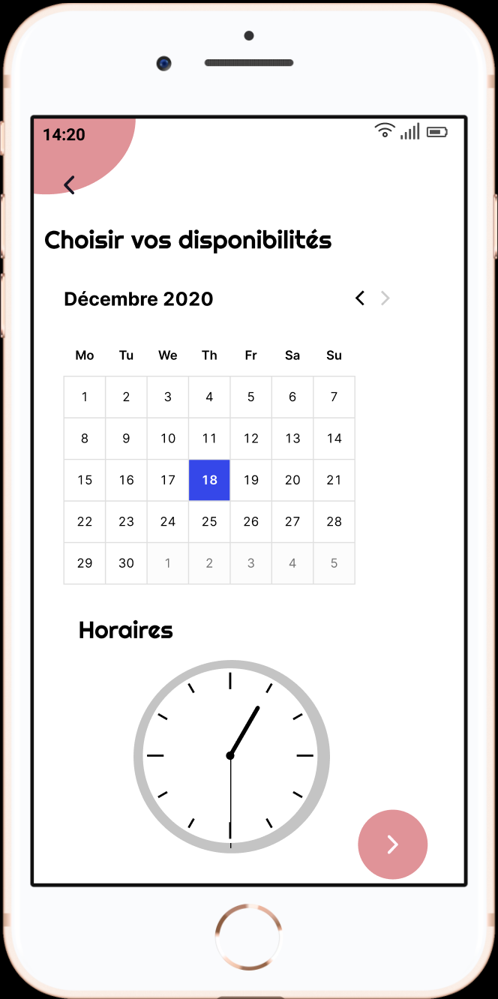 14:20
Choisir vos disponibilités
Décembre 2020
Mo Tu We Th Fr Sa Su
1 2 3 4 5 6 7
8 9 10 11 12 13 14
15 16 17 18 19 20 21
22 23 24 25 26 27 28
29 30 1 2 3 4 5
Horaires